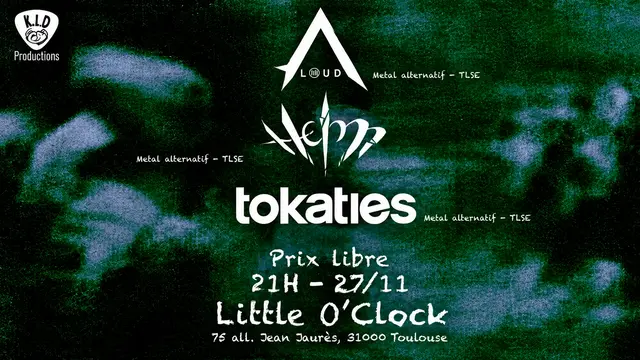 K.I.D
Productions
LOUD
Metal alternatif - TLSE
Metal alternatif - TLSE
tokaties
Metal alternatif - TLSE
Prix libre
21H - 27/11
Little O'Clock
75 all. Jean Jaurès, 31000 Toulouse